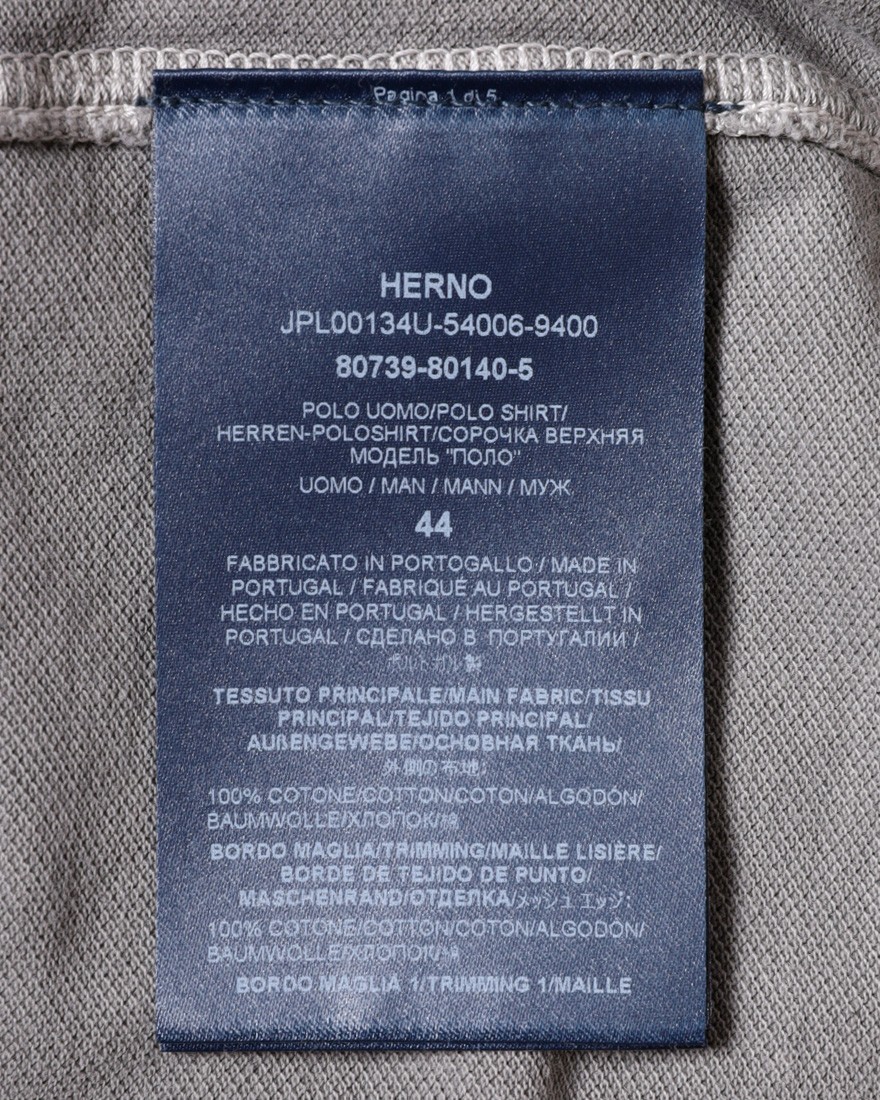 Pagina 1 di 5
HERNO
JPL00134U-54006-9400
80739-80140-5
POLO UOMO/POLO SHIRT/
HERREN-POLOSHIRT/СОРОЧКА ВЕРХНЯЯ
МОДЕЛЬ "ПОЛО"
UOMO / MAN / MANN / МУЖ
44
FABBRICATO IN PORTOGALLO / MADE IN
PORTUGAL / FABRIQUÉ AU PORTUGAL /
HECHO EN PORTUGAL / HERGESTELLT IN
PORTUGAL / СДЕЛАНО В ПОРТУГАЛИИ /
ポルトガル製
TESSUTO PRINCIPALE/MAIN FABRIC/TISSU
PRINCIPAL/TEJIDO PRINCIPAL/
AUßENGEWEBE/ОСНОВНАЯ ТКАНЬ/
外側の布地:
100% COTONE/COTTON/COTON/ALGODÓN/
BAUMWOLLE/ХЛОПОК/綿
BORDO MAGLIA/TRIMMING/MAILLE LISIÈRE/
BORDE DE TEJIDO DE PUNTO/
MASCHENRAND/ОТДЕЛКА/メッシュ エッジ:
100% COTONE/COTTON/COTON/ALGODÓN/
BAUMWOLLE/ХЛОПОК/綿
BORDO MAGLIA 1/TRIMMING 1/MAILLE